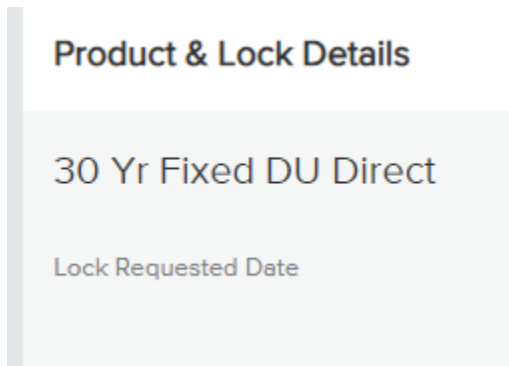 Product & Lock Details
30 Yr Fixed DU Direct
Lock Requested Date